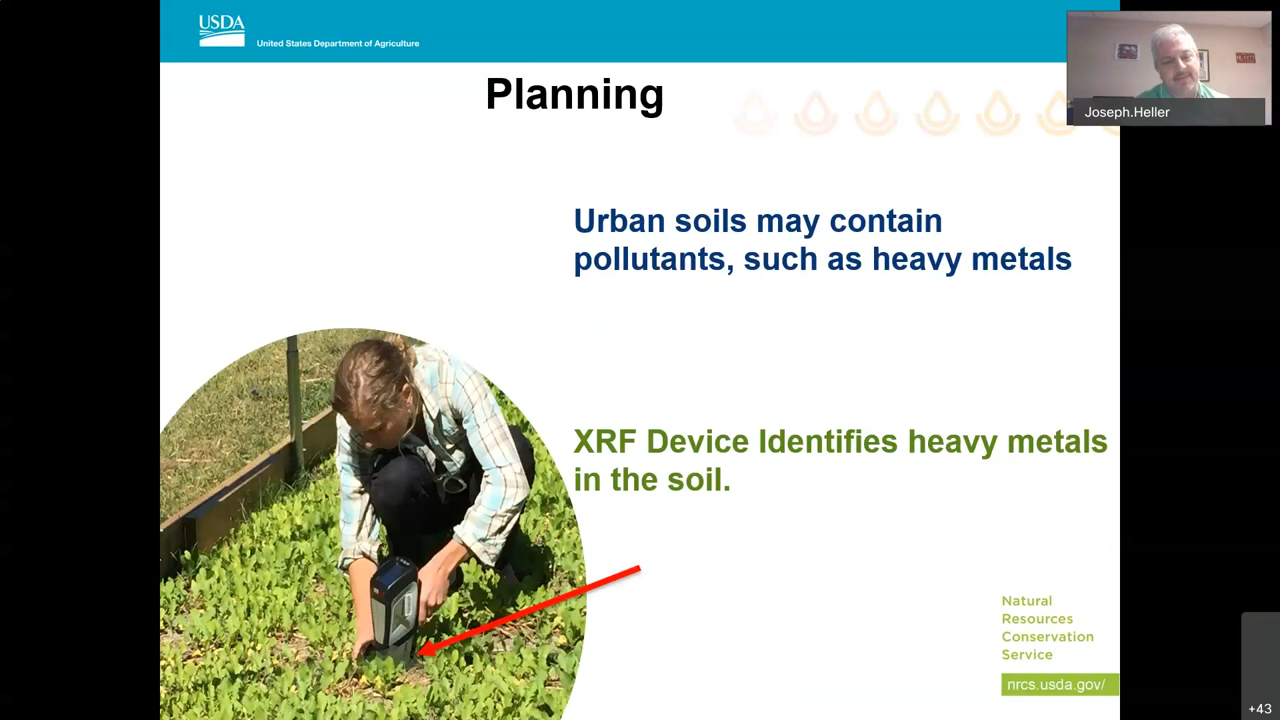 USDA
United States Department of Agriculture
Planning
Joseph.Heller
Urban soils may contain
pollutants, such as heavy metals
XRF Device Identifies heavy metals
in the soil.
Natural
Resources
Conservation
Service
nrcs.usda.gov/
+43